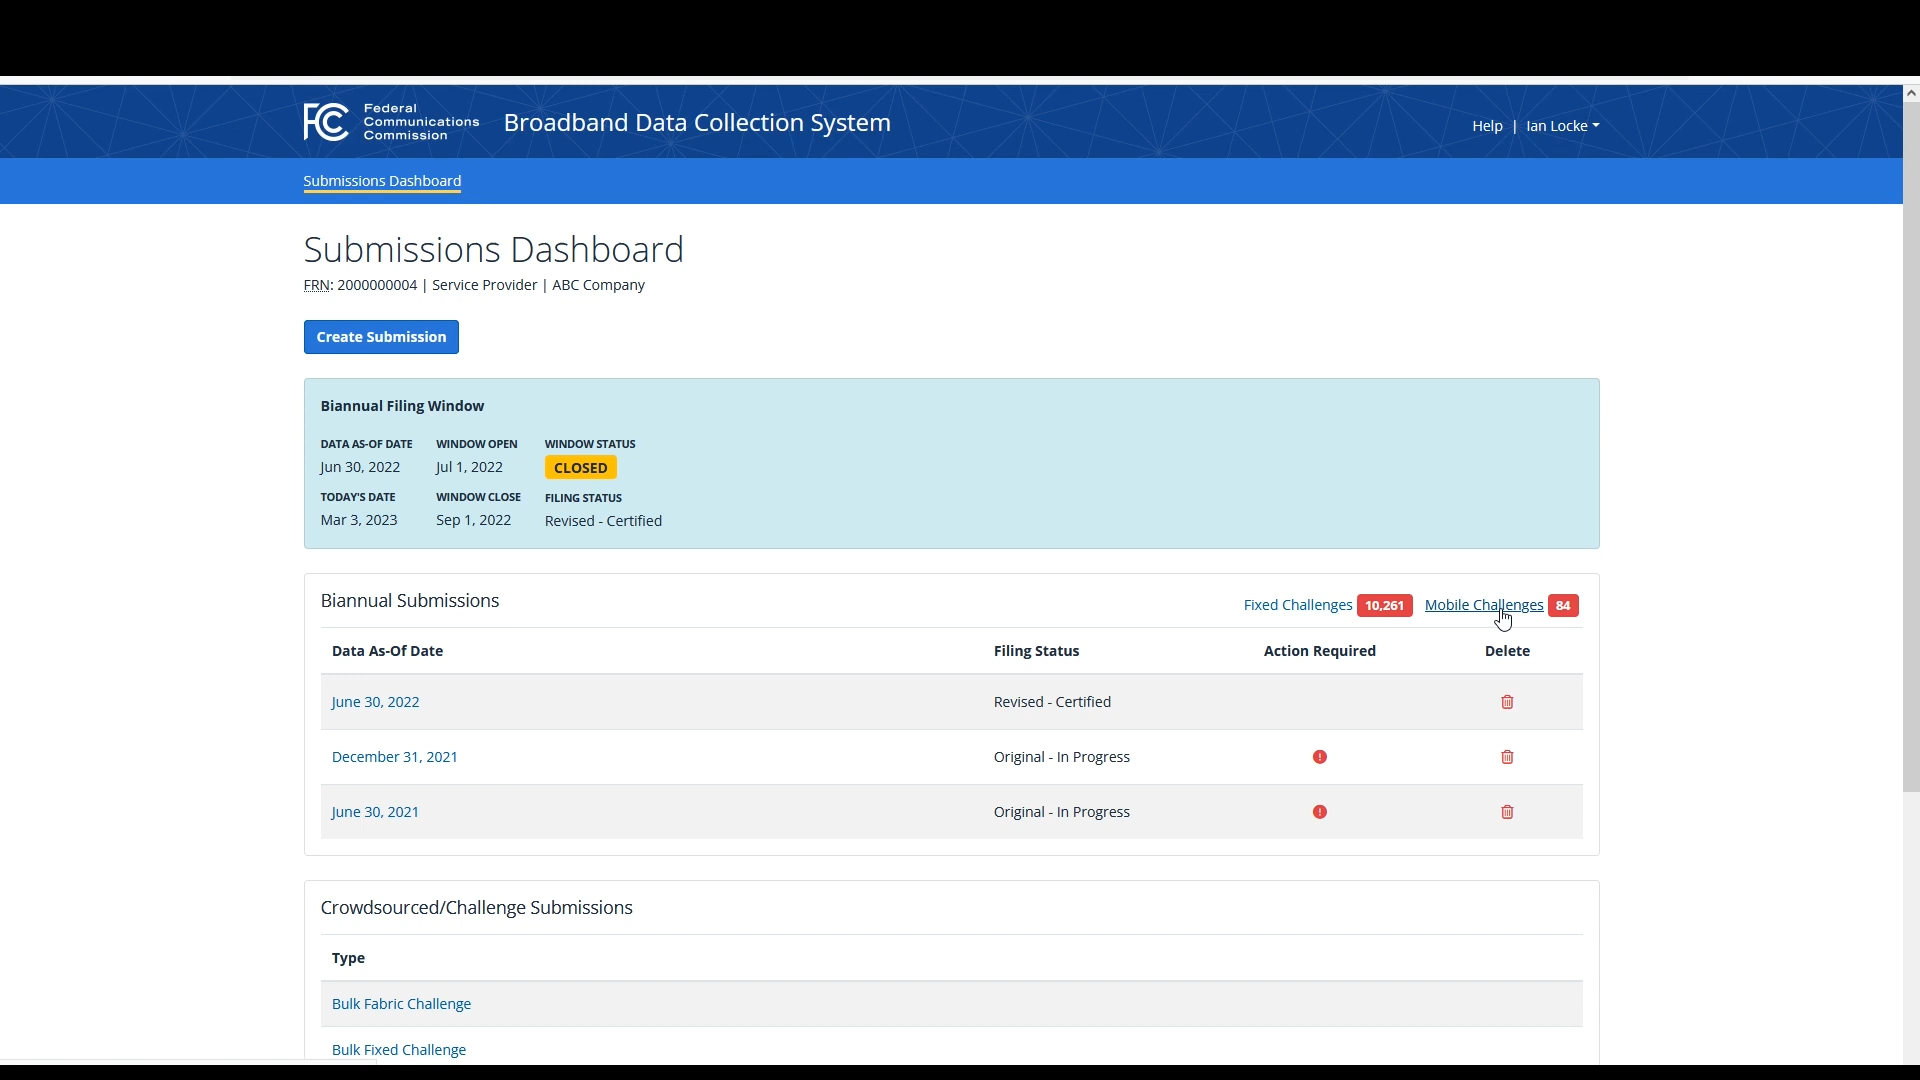 Federal
Communications
Commission
Broadband Data Collection System
Help | Ian Locke
Submissions Dashboard
Submissions Dashboard
FRN: 2000000004 | Service Provider | ABC Company
Create Submission
Biannual Filing Window
DATA AS-OF DATE WINDOW OPEN WINDOW STATUS
Jun 30, 2022 Jul 1, 2022 CLOSED
TODAY'S DATE WINDOW CLOSE FILING STATUS
Mar 3, 2023 Sep 1, 2022 Revised - Certified
Biannual Submissions Fixed Challenges 10,261 Mobile Challenges 84
Data As-Of Date Filing Status Action Required Delete
June 30, 2022 Revised - Certified
December 31, 2021 Original - In Progress
June 30, 2021 Original - In Progress
Crowdsourced/Challenge Submissions
Type
Bulk Fabric Challenge
Bulk Fixed Challenge